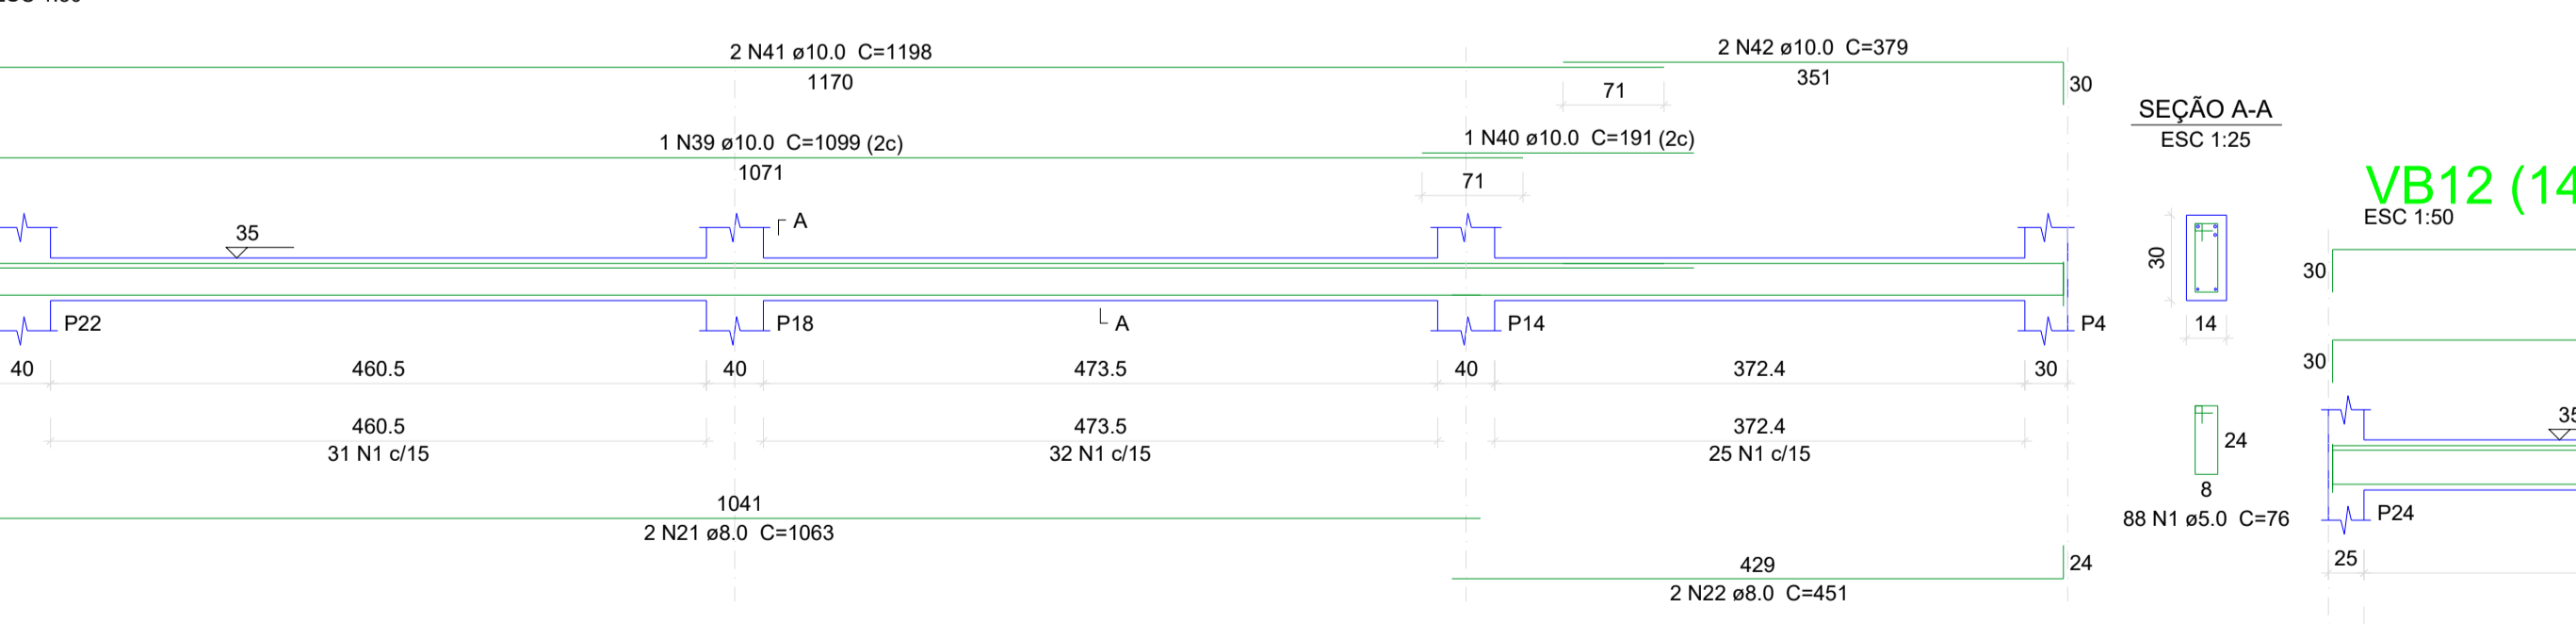 2 N41 ø10.0 C=1198
1170
2 N42 ø10.0 C=379
351
30
71
1 N39 ø10.0 C=1099 (2c)
1071
1 N40 ø10.0 C=191 (2c)
71
SEÇÃO A-A
ESC 1:25
VB12 (14
ESC 1:50
35
A
30
14
30
30
P22
P18
A
P14
P4
40
460.5
40
473.5
40
372.4
30
460.5
31 N1 c/15
473.5
32 N1 c/15
372.4
25 N1 c/15
24
8
88 N1 ø5.0 C=76
35
P24
25
1041
2 N21 ø8.0 C=1063
429
24
2 N22 ø8.0 C=451